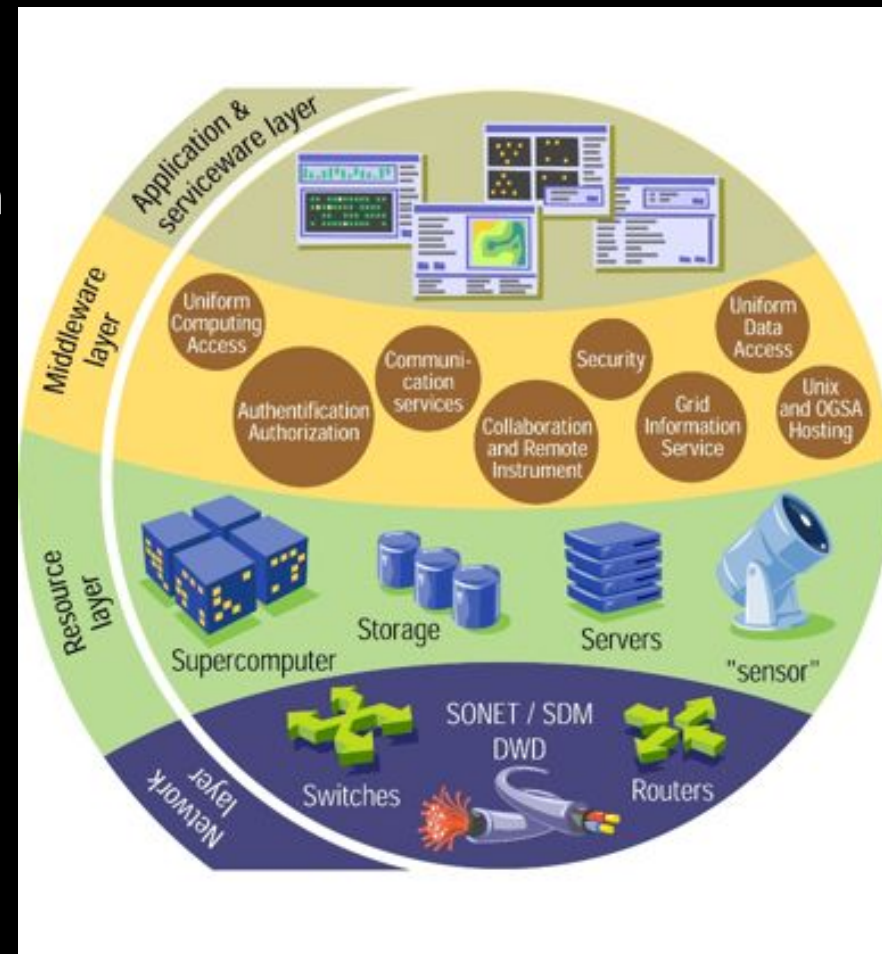 Application &
serviceware layer
Middleware
layer
Uniform
Computing
Access
Authentification
Authorization
Communi-
cation
services
Collaboration
and Remote
Instrument
Security
Grid
Information
Service
Uniform
Data
Access
Unix
and OGSA
Hosting
Resource
layer
Supercomputer
Storage
Servers
"sensor"
Network
layer
Switches
SONET / SDM
DWD
Routers